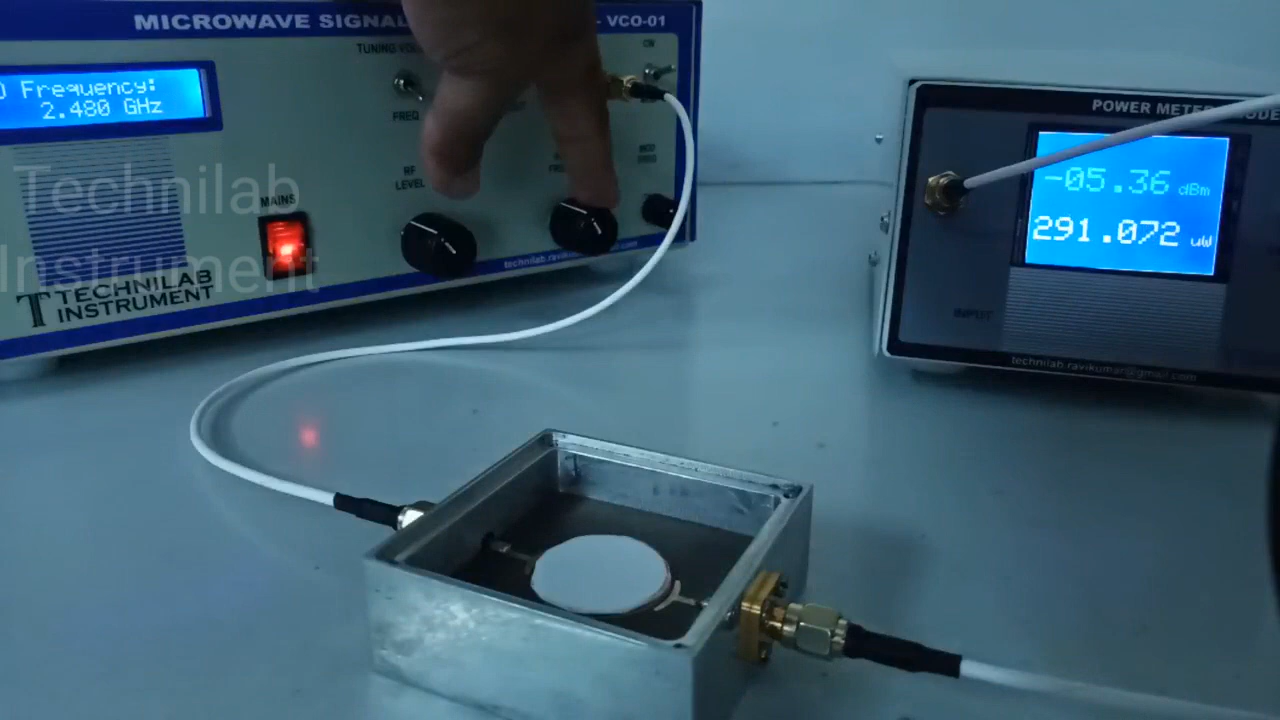 MICROWAVE SIGNAL
- VCO-01
TUNING VOL
ON
Frequency:
2.480 GHz
FREQ
RF
LEVEL
MAINS
TECHNILAB
INSTRUMENT
Technilab
Instrument
POWER METER
-05.36 dBm
291.072 uW
INPUT
technilab.ravikumar@gmail.com